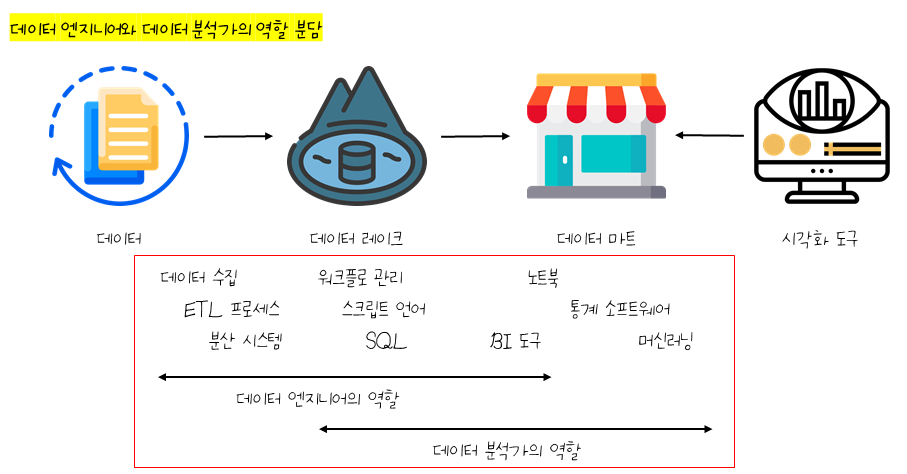 데이터 엔지니어와 데이터 분석가의 역할 분담
데이터 데이터 레이크 데이터 마트 시각화 도구
데이터 수집 워크플로 관리 노트북
ETL 프로세스 스크립트 언어 통계 소프트웨어
분산 시스템 SQL BI 도구 머신러닝
데이터 엔지니어의 역할
데이터 분석가의 역할